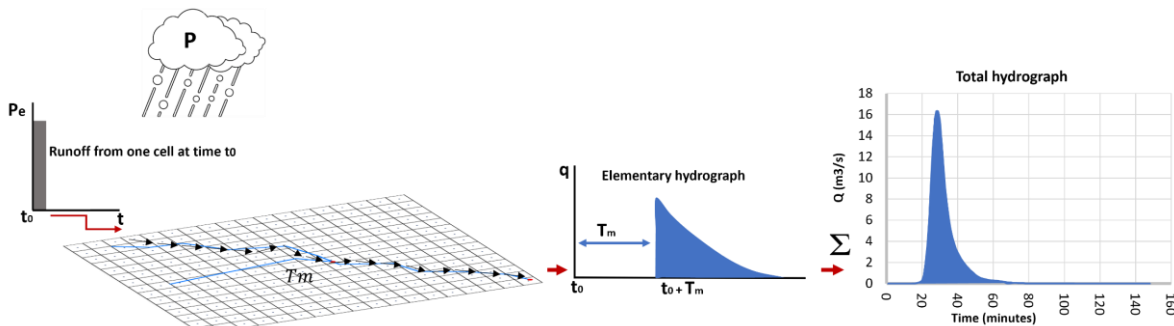 P
Pe
Runoff from one cell at time t0
t0
t
Tm
q
Elementary hydrograph
Tm
t0
t0 + Tm
∑
Total hydrograph
Q (m3/s)
18
16
14
12
10
8
6
4
2
0
0 20 40 60 80 100 120 140 160
Time (minutes)